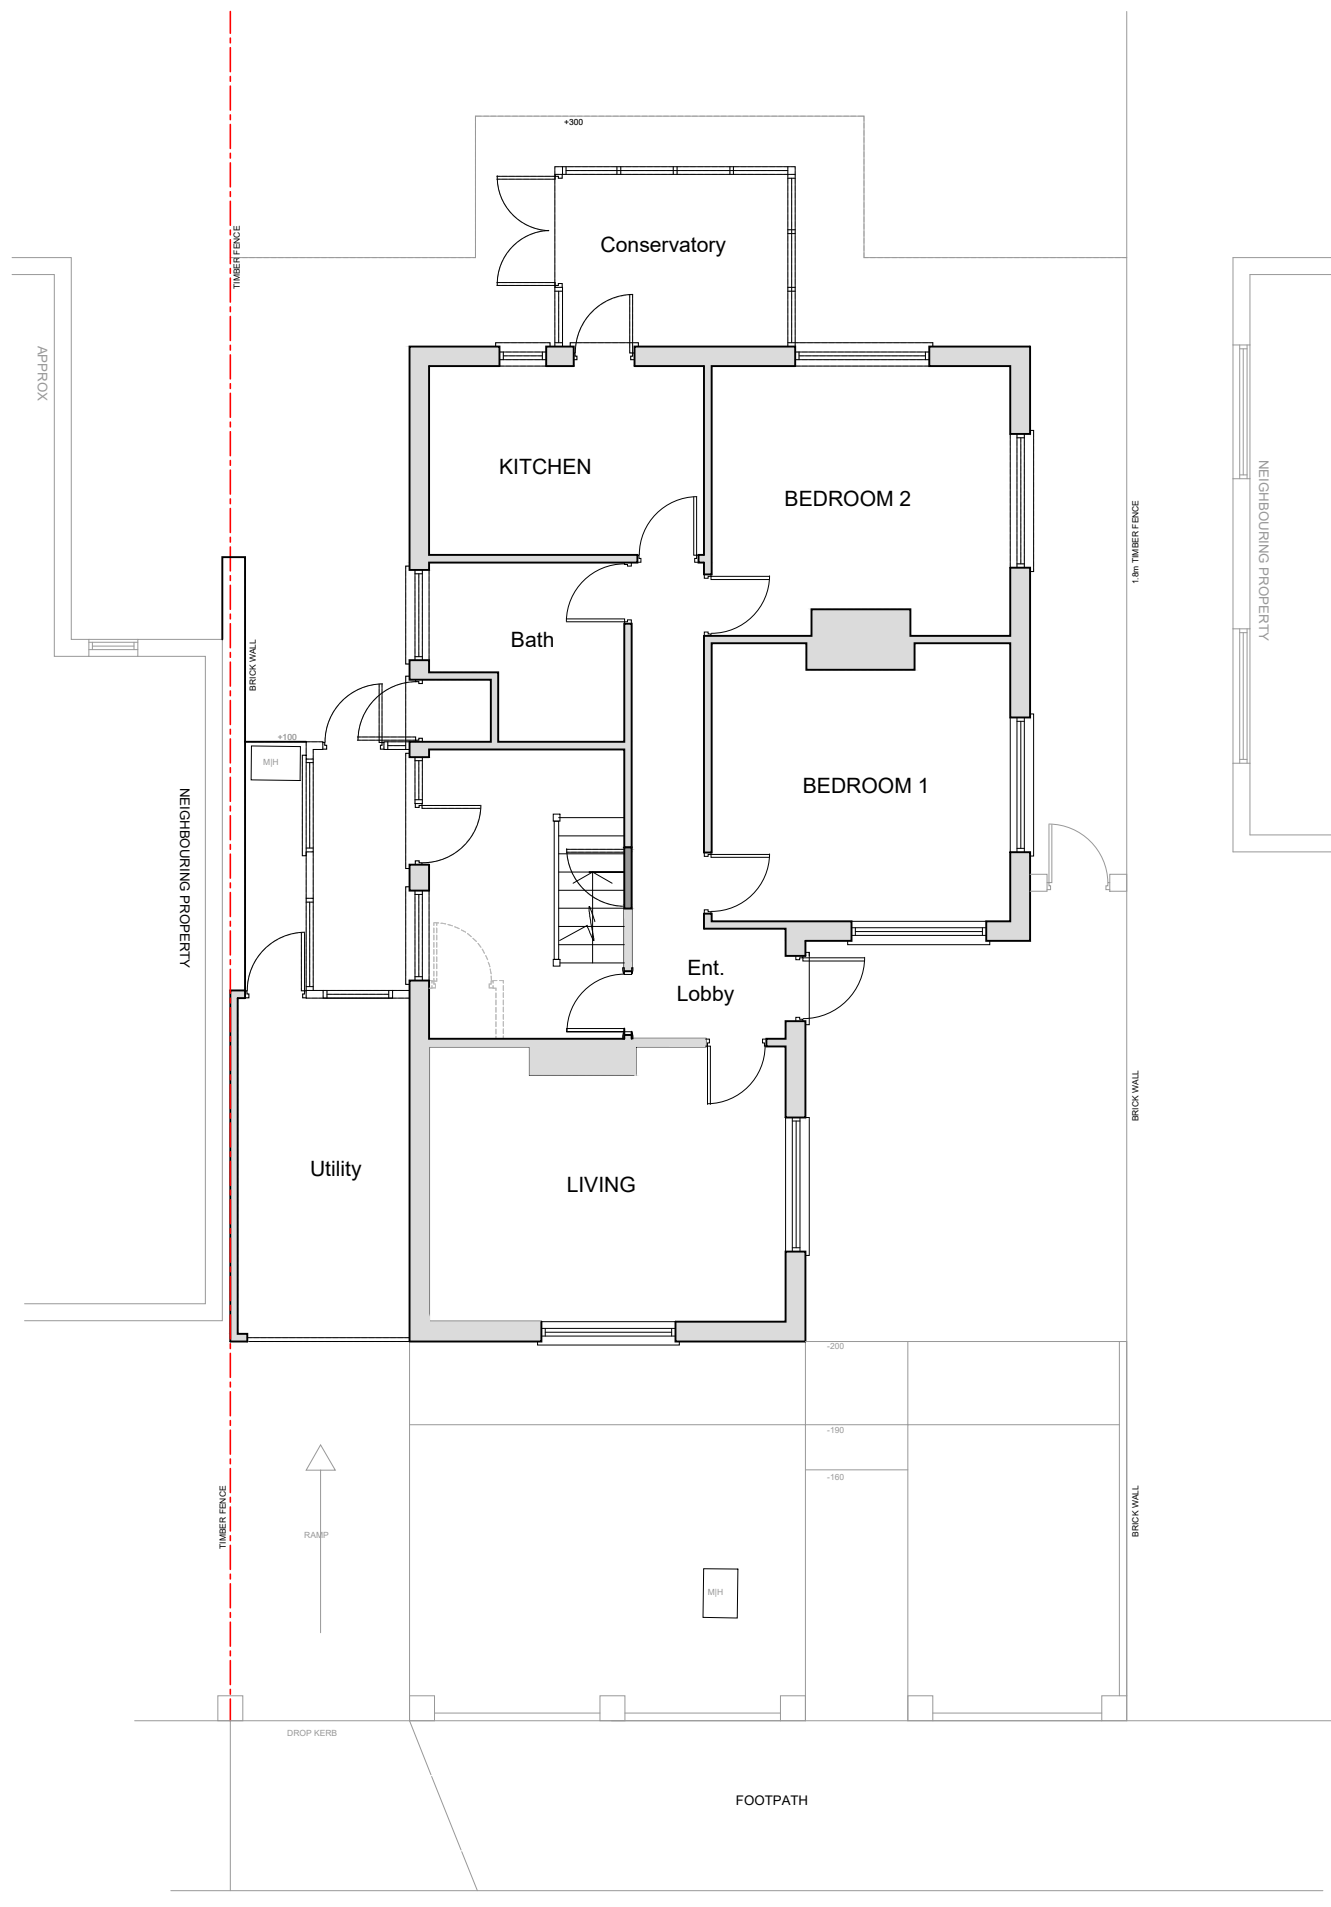 +300
TIMBER FENCE
Conservatory
APPROX
KITCHEN
BEDROOM 2
NEIGHBOURING PROPERTY
1.8m TIMBER FENCE
Bath
BRICK WALL
+100
M|H
BEDROOM 1
NEIGHBOURING PROPERTY
Ent.
Lobby
BRICK WALL
Utility
LIVING
-200
-190
-160
TIMBER FENCE
RAMP
BRICK WALL
M|H
DROP KERB
FOOTPATH